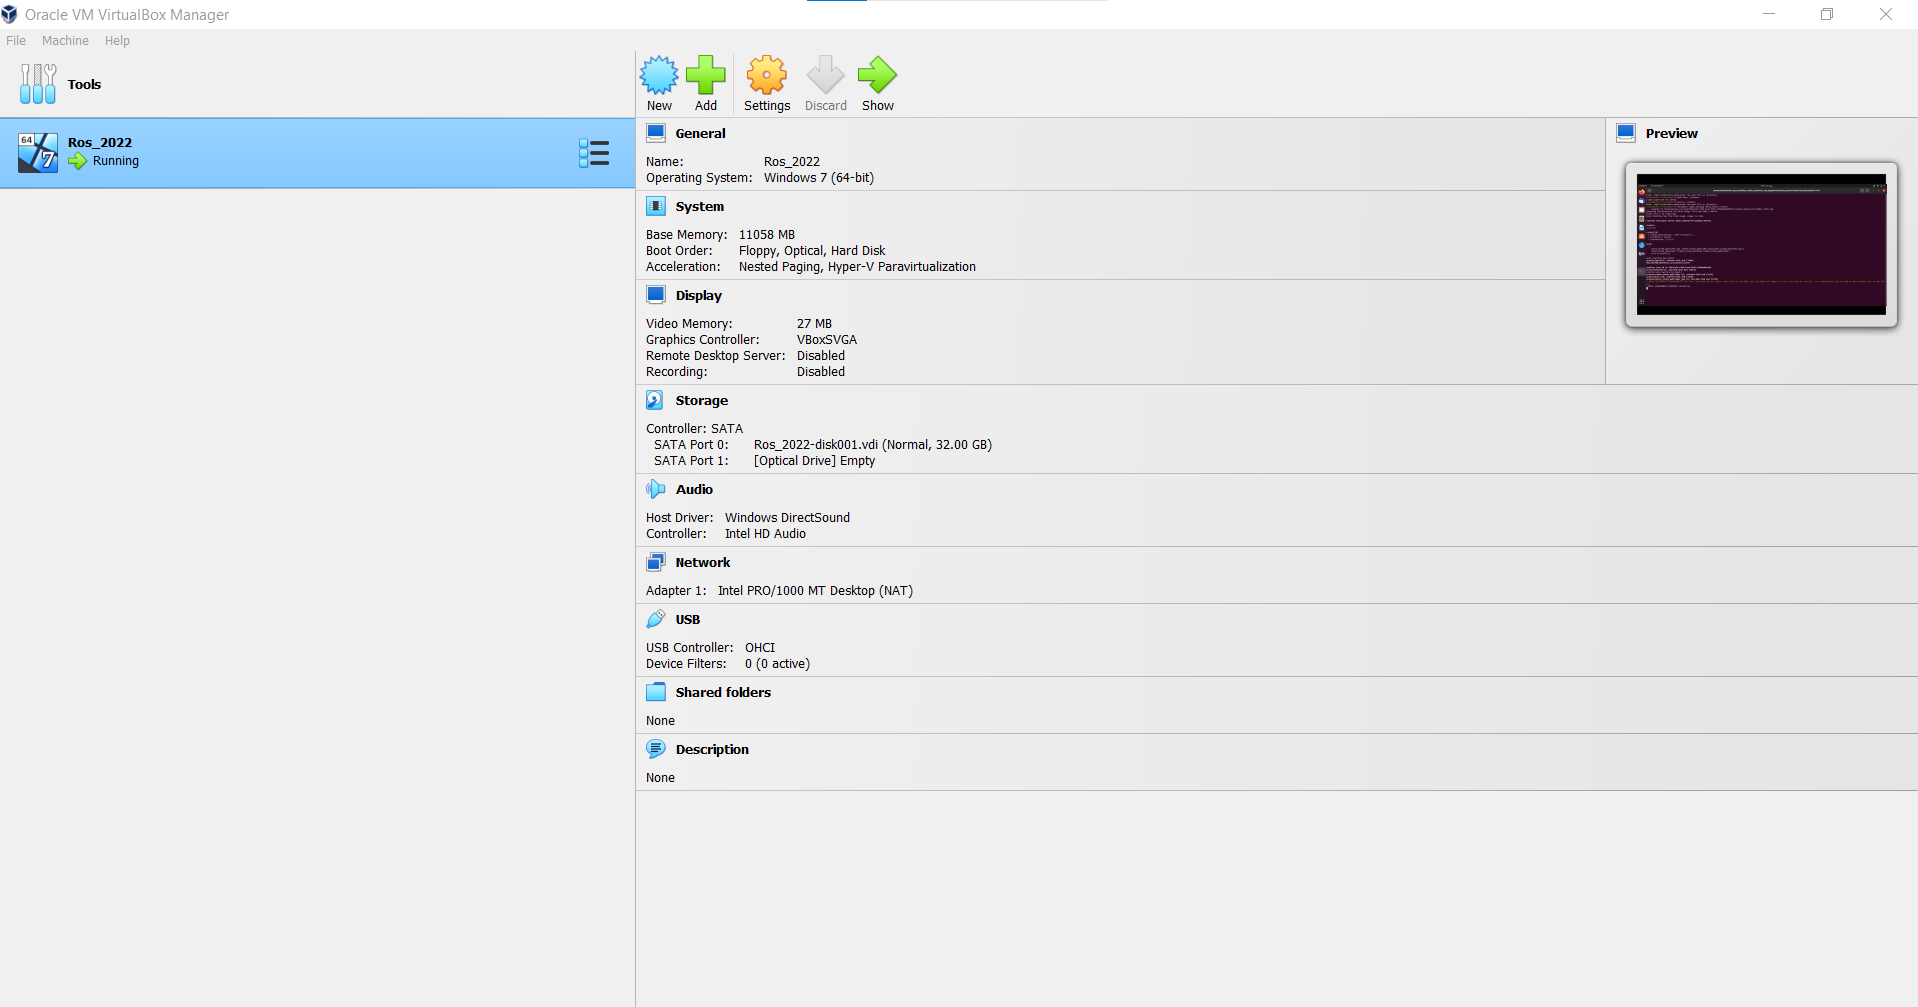 Oracle VM VirtualBox Manager
File Machine Help
Tools
New Add Settings Discard Show
64 7 Ros_2022
Running
General
Name: Ros_2022
Operating System: Windows 7 (64-bit)
Preview
System
Base Memory: 11058 MB
Boot Order: Floppy, Optical, Hard Disk
Acceleration: Nested Paging, Hyper-V Paravirtualization
Display
Video Memory: 27 MB
Graphics Controller: VBoxSVGA
Remote Desktop Server: Disabled
Recording: Disabled
Storage
Controller: SATA
SATA Port 0: Ros_2022-disk001.vdi (Normal, 32.00 GB)
SATA Port 1: [Optical Drive] Empty
Audio
Host Driver: Windows DirectSound
Controller: Intel HD Audio
Network
Adapter 1: Intel PRO/1000 MT Desktop (NAT)
USB
USB Controller: OHCI
Device Filters: 0 (0 active)
Shared folders
None
Description
None